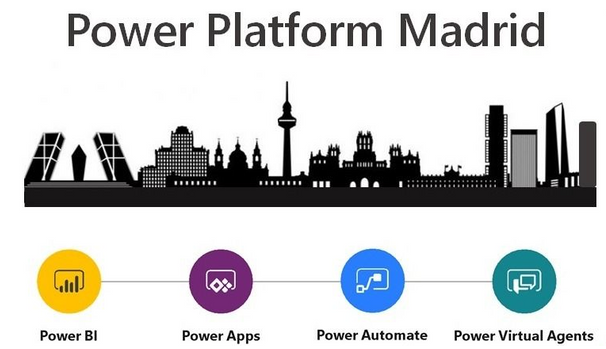 Power Platform Madrid
Power BI
Power Apps
Power Automate
Power Virtual Agents